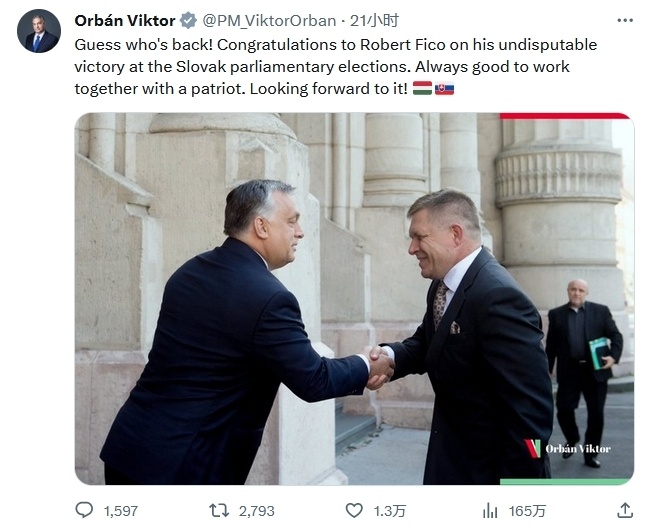 Orbán Viktor @PM_ViktorOrban · 21小时
Guess who's back! Congratulations to Robert Fico on his undisputable
victory at the Slovak parliamentary elections. Always good to work
together with a patriot. Looking forward to it! 🇭🇺🇸🇰
Orbán Viktor
1,597 2,793 1.3万 165万